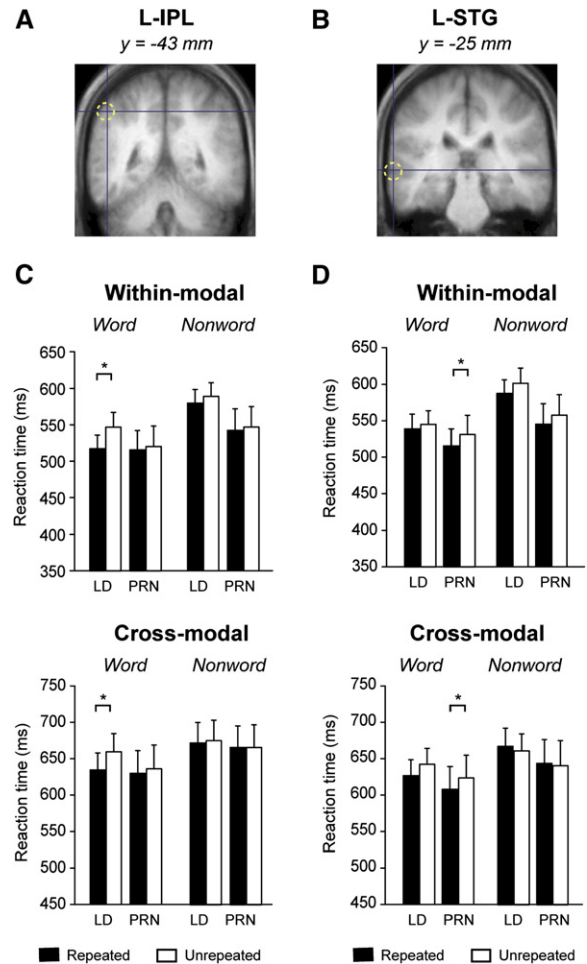 A L-IPL
y = -43 mm
B L-STG
y = -25 mm
C Within-modal
Word Nonword
*
Reaction time (ms)
650
600
550
500
450
400
350
LD PRN LD PRN
Cross-modal
Word Nonword
*
Reaction time (ms)
750
700
650
600
550
500
450
LD PRN LD PRN
Repeated Unrepeated
D Within-modal
Word Nonword
*
Reaction time (ms)
650
600
550
500
450
400
350
LD PRN LD PRN
Cross-modal
Word Nonword
*
Reaction time (ms)
750
700
650
600
550
500
450
LD PRN LD PRN
Repeated Unrepeated